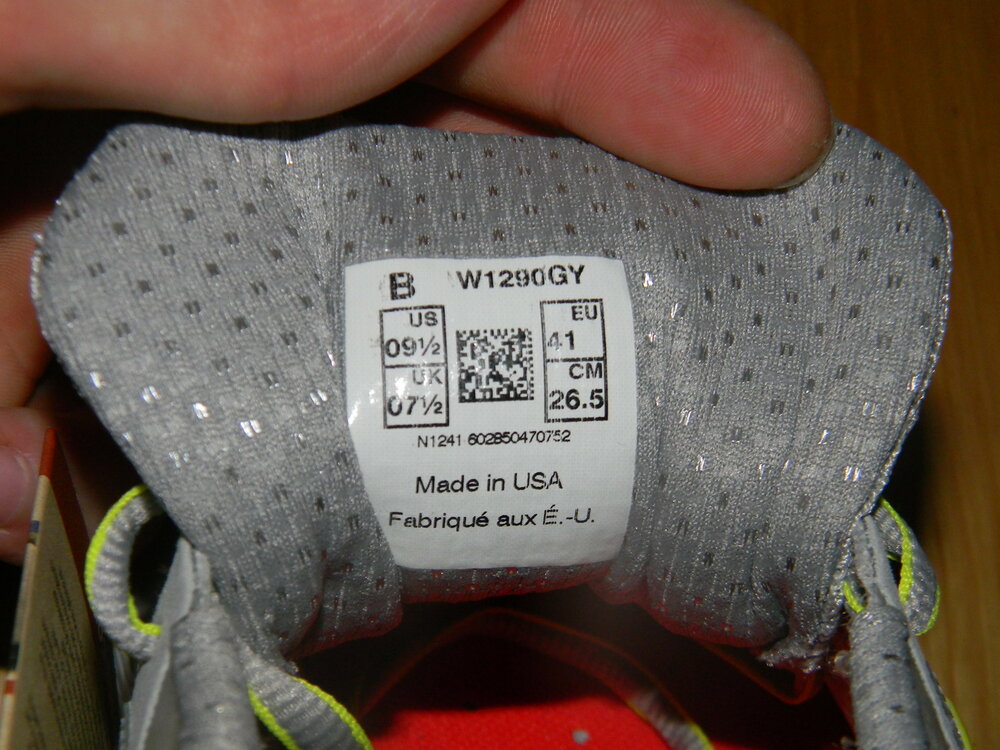 B W1290GY
US
09½
UK
07½
EU
41
CM
26.5
N1241 602850470752
Made in USA
Fabriqué aux É.-U.